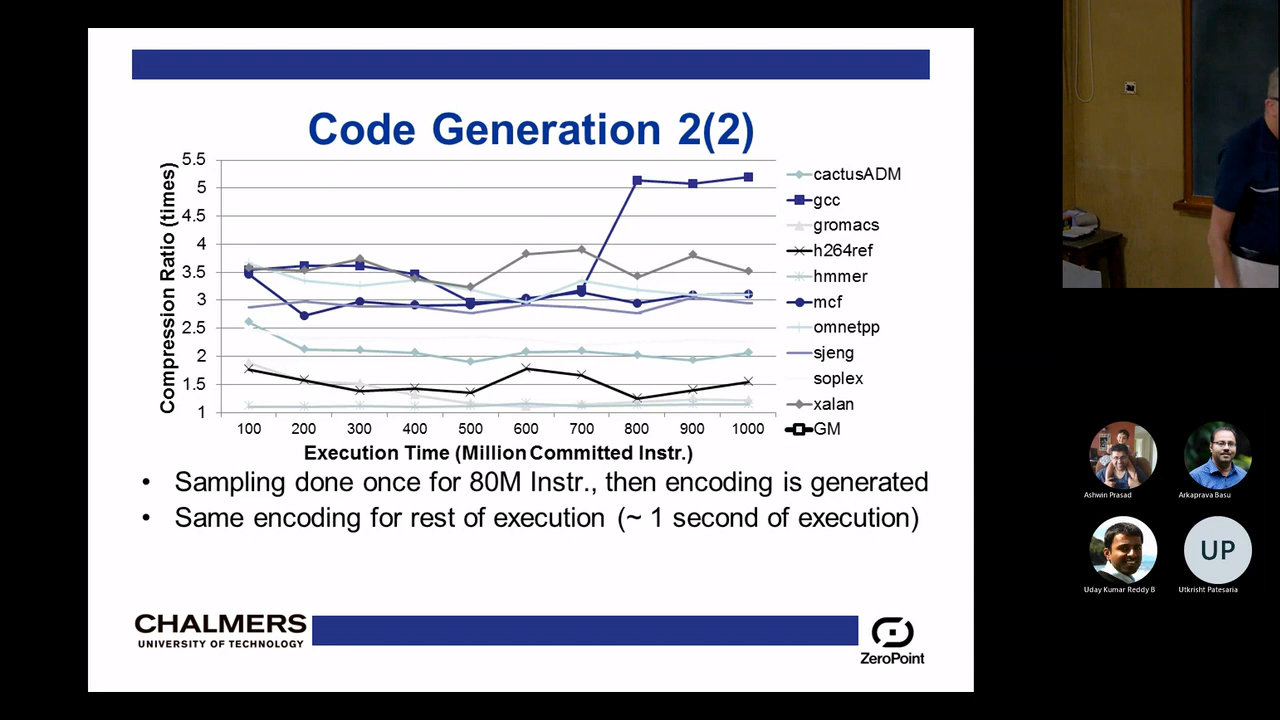 Code Generation 2(2)
Compression Ratio (times)
5.5
5
4.5
4
3.5
3
2.5
2
1.5
1
100 200 300 400 500 600 700 800 900 1000
Execution Time (Million Committed Instr.)
cactusADM
gcc
gromacs
h264ref
hmmer
mcf
omnetpp
sjeng
soplex
xalan
GM
• Sampling done once for 80M Instr., then encoding is generated
• Same encoding for rest of execution (~ 1 second of execution)
CHALMERS
UNIVERSITY OF TECHNOLOGY
ZeroPoint
Ashwin Prasad
Arkaprava Basu
UP
Uday Kumar Reddy B
Utkrisht Patesaria